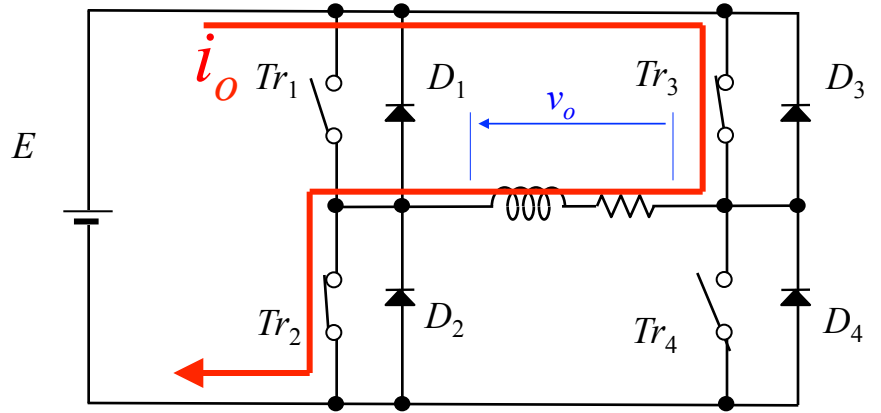 i_o
Tr_1
D_1
v_o
Tr_3
D_3
E
Tr_2
D_2
Tr_4
D_4